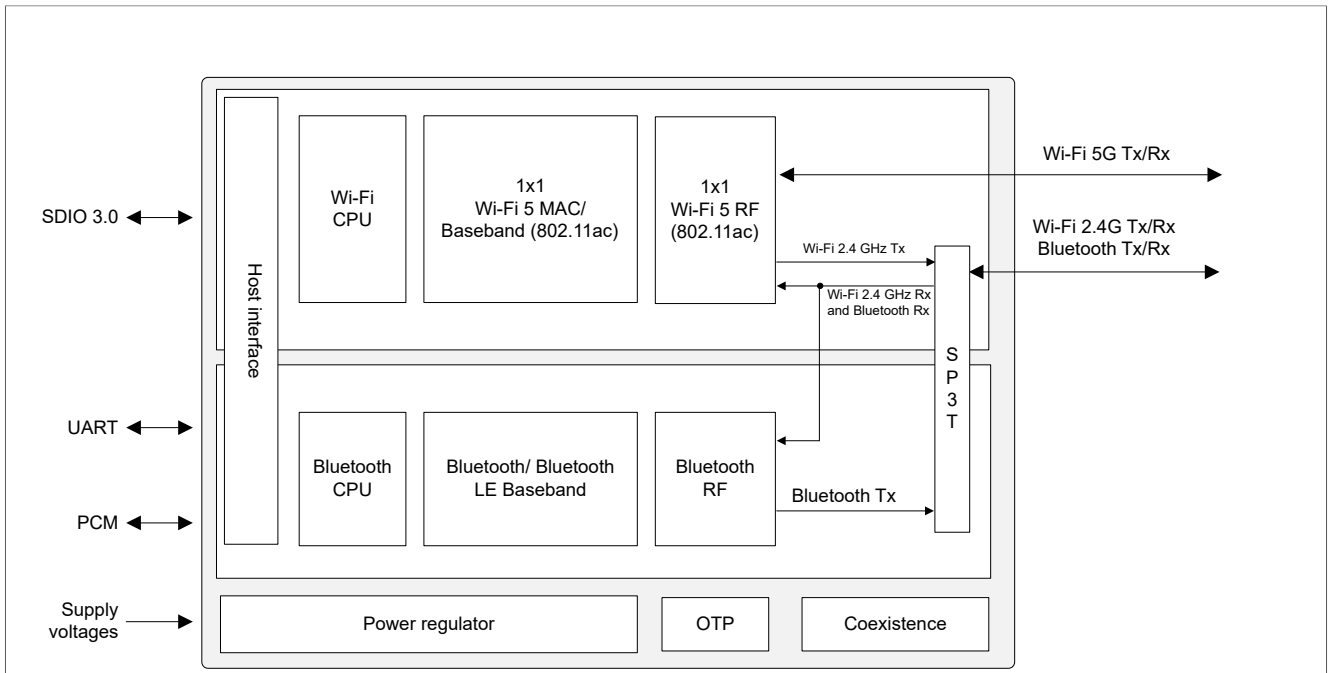 Wi-Fi 5G Tx/Rx
SDIO 3.0
Host interface
Wi-Fi
CPU
1x1
Wi-Fi 5 MAC/
Baseband (802.11ac)
1x1
Wi-Fi 5 RF
(802.11ac)
Wi-Fi 2.4G Tx/Rx
Bluetooth Tx/Rx
Wi-Fi 2.4 GHz Tx
Wi-Fi 2.4 GHz Rx
and Bluetooth Rx
S
P
3
T
UART
PCM
Bluetooth
CPU
Bluetooth/ Bluetooth
LE Baseband
Bluetooth
RF
Bluetooth Tx
Supply
voltages
Power regulator
OTP
Coexistence